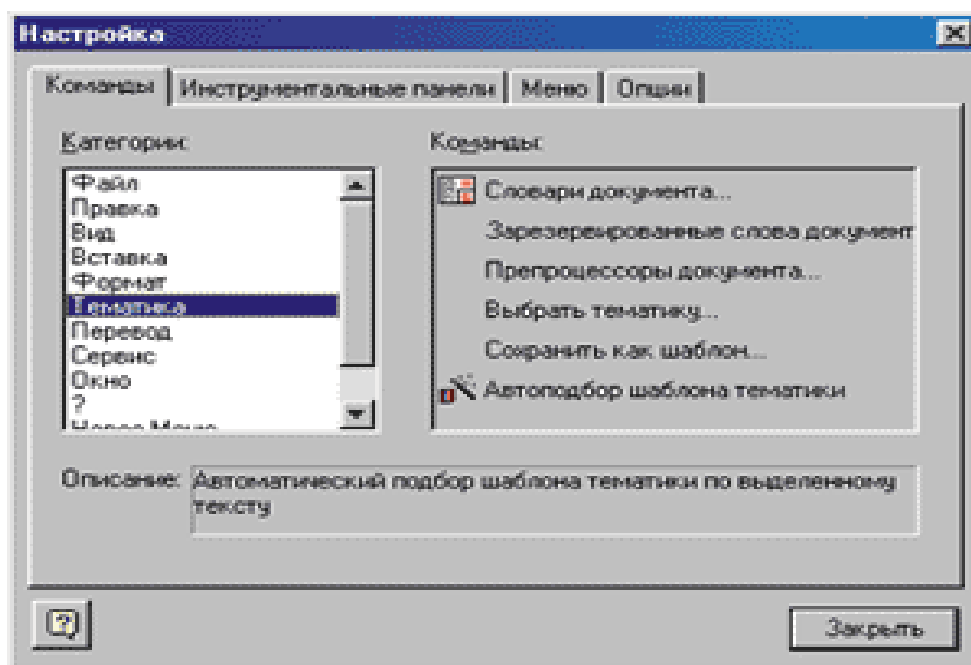 Настройка
Команды Инструментальные панели Меню Опции
Категории: Команды:
Файл
Правка
Вид
Вставка
Формат
Тематика
Перевод
Сервис
Окно
?
Новое Меню
Словари документа...
Зарезервированные слова документ
Препроцессоры документа...
Выбрать тематику...
Сохранить как шаблон...
Автоподбор шаблона тематики
Описание: Автоматический подбор шаблона тематики по выделенному
тексту
Закрыть